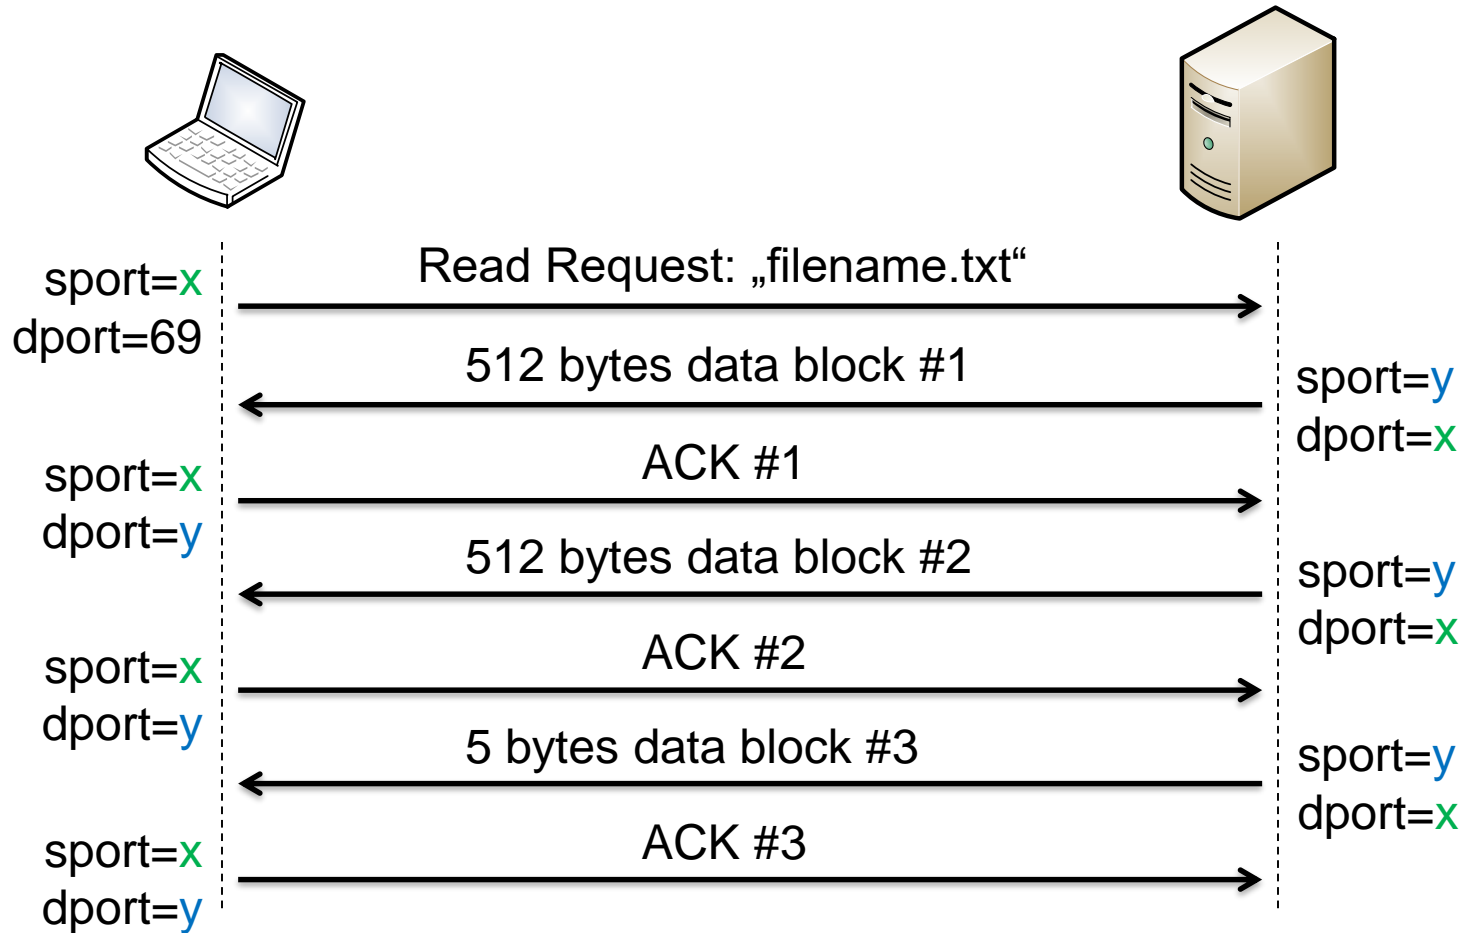 Read Request: „filename.txt“
sport=x
dport=69
512 bytes data block #1
sport=y
dport=x
ACK #1
sport=x
dport=y
512 bytes data block #2
sport=y
dport=x
ACK #2
sport=x
dport=y
5 bytes data block #3
sport=y
dport=x
ACK #3
sport=x
dport=y